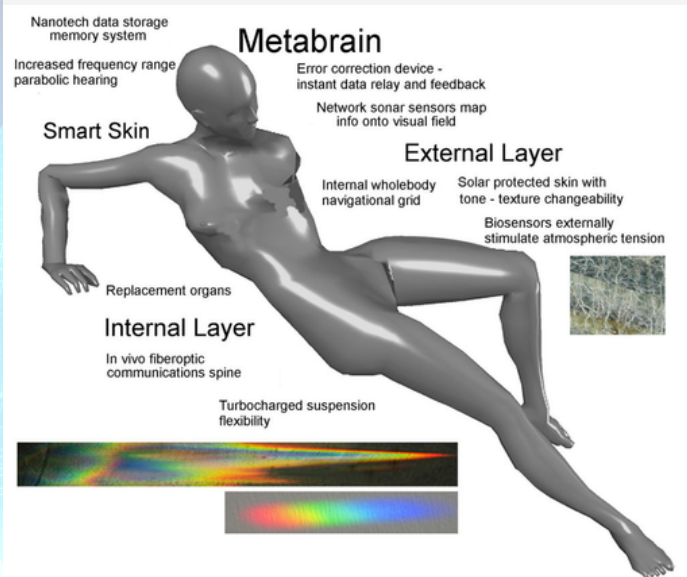 Nanotech data storage
memory system
Metabrain
Increased frequency range
parabolic hearing
Error correction device -
instant data relay and feedback
Network sonar sensors map
info onto visual field
Smart Skin
External Layer
Internal wholebody
navigational grid
Solar protected skin with
tone - texture changeability
Biosensors externally
stimulate atmospheric tension
Replacement organs
Internal Layer
In vivo fiberoptic
communications spine
Turbocharged suspension
flexibility